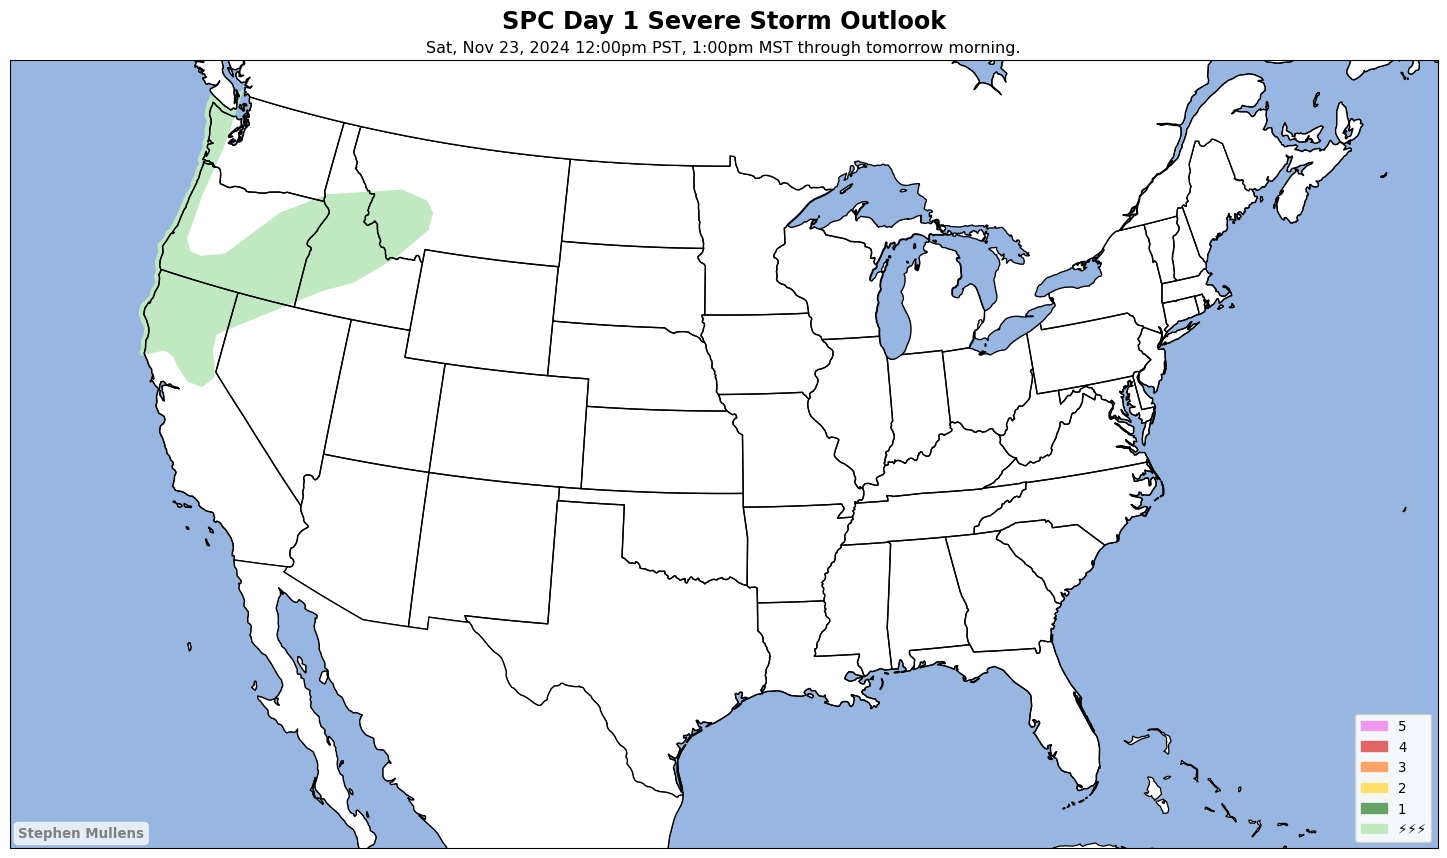 SPC Day 1 Severe Storm Outlook
Sat, Nov 23, 2024 12:00pm PST, 1:00pm MST through tomorrow morning.
5
4
3
2
1
⚡⚡⚡
Stephen Mullens